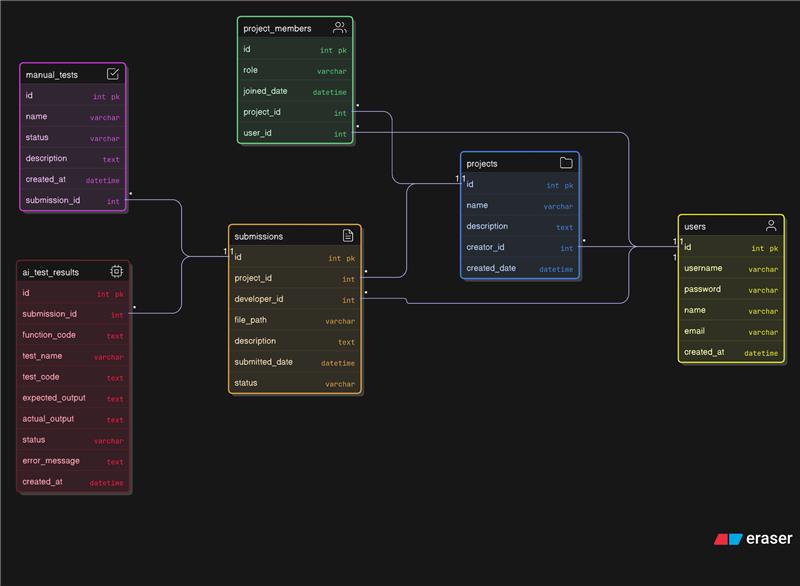 project_members
id int pk
role varchar
joined_date datetime
project_id int
user_id int
manual_tests
id int pk
name varchar
status varchar
description text
created_at datetime
submission_id int
projects
id int pk
name varchar
description text
creator_id int
created_date datetime
submissions
id int pk
project_id int
developer_id int
file_path varchar
description text
submitted_date datetime
status varchar
users
id int pk
username varchar
password varchar
name varchar
email varchar
created_at datetime
ai_test_results
id int pk
submission_id int
function_code text
test_name varchar
test_code text
expected_output text
actual_output text
status varchar
error_message text
created_at datetime
1 1
1 1
1 1
1
eraser